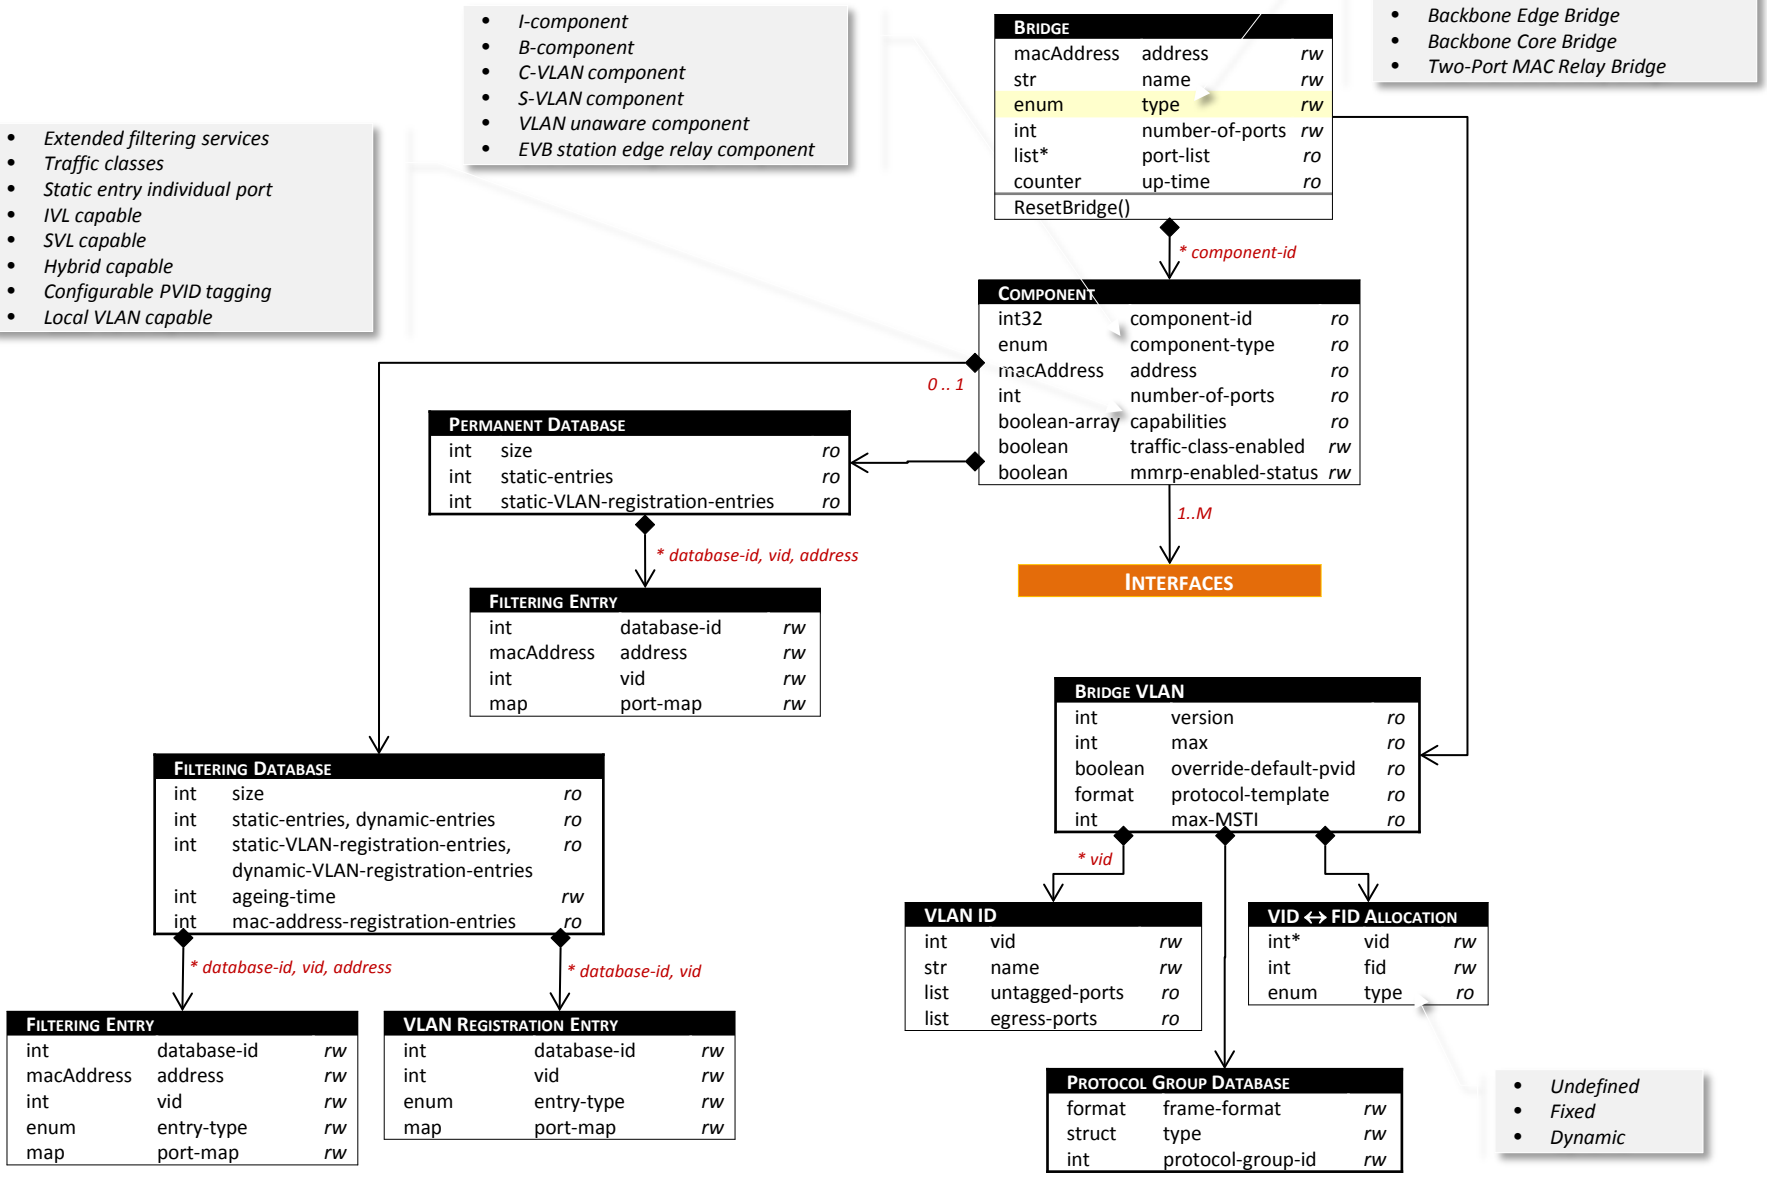 • I-component
• B-component
• C-VLAN component
• S-VLAN component
• VLAN unaware component
• EVB station edge relay component
• Backbone Edge Bridge
• Backbone Core Bridge
• Two-Port MAC Relay Bridge
BRIDGE
macAddress address rw
str name rw
enum type rw
int number-of-ports rw
list* port-list ro
counter up-time ro
ResetBridge()
• Extended filtering services
• Traffic classes
• Static entry individual port
• IVL capable
• SVL capable
• Hybrid capable
• Configurable PVID tagging
• Local VLAN capable
* component-id
COMPONENT
int32 component-id ro
enum component-type ro
macAddress address ro
int number-of-ports ro
boolean-array capabilities ro
boolean traffic-class-enabled rw
boolean mmrp-enabled-status rw
0 .. 1
PERMANENT DATABASE
int size ro
int static-entries ro
int static-VLAN-registration-entries ro
1..M
* database-id, vid, address
INTERFACES
FILTERING ENTRY
int database-id rw
macAddress address rw
int vid rw
map port-map rw
BRIDGE VLAN
int version ro
int max ro
boolean override-default-pvid ro
format protocol-template ro
int max-MSTI ro
FILTERING DATABASE
int size ro
int static-entries, dynamic-entries ro
int static-VLAN-registration-entries, ro
dynamic-VLAN-registration-entries
int ageing-time rw
int mac-address-registration-entries ro
* vid
VLAN ID
int vid rw
str name rw
list untagged-ports ro
list egress-ports ro
VID ↔ FID ALLOCATION
int* vid rw
int fid rw
enum type ro
* database-id, vid, address
* database-id, vid
FILTERING ENTRY
int database-id rw
macAddress address rw
int vid rw
enum entry-type rw
map port-map rw
VLAN REGISTRATION ENTRY
int database-id rw
int vid rw
enum entry-type rw
map port-map rw
PROTOCOL GROUP DATABASE
format frame-format rw
struct type rw
int protocol-group-id rw
• Undefined
• Fixed
• Dynamic